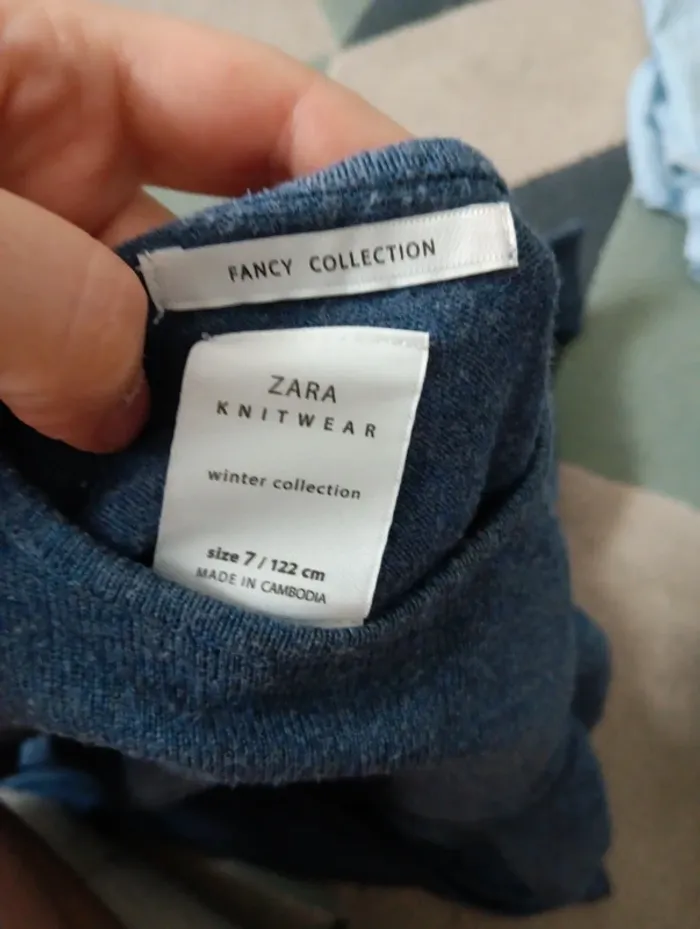 FANCY COLLECTION
ZARA
KNITWEAR
winter collection
size 7 / 122 cm
MADE IN CAMBODIA